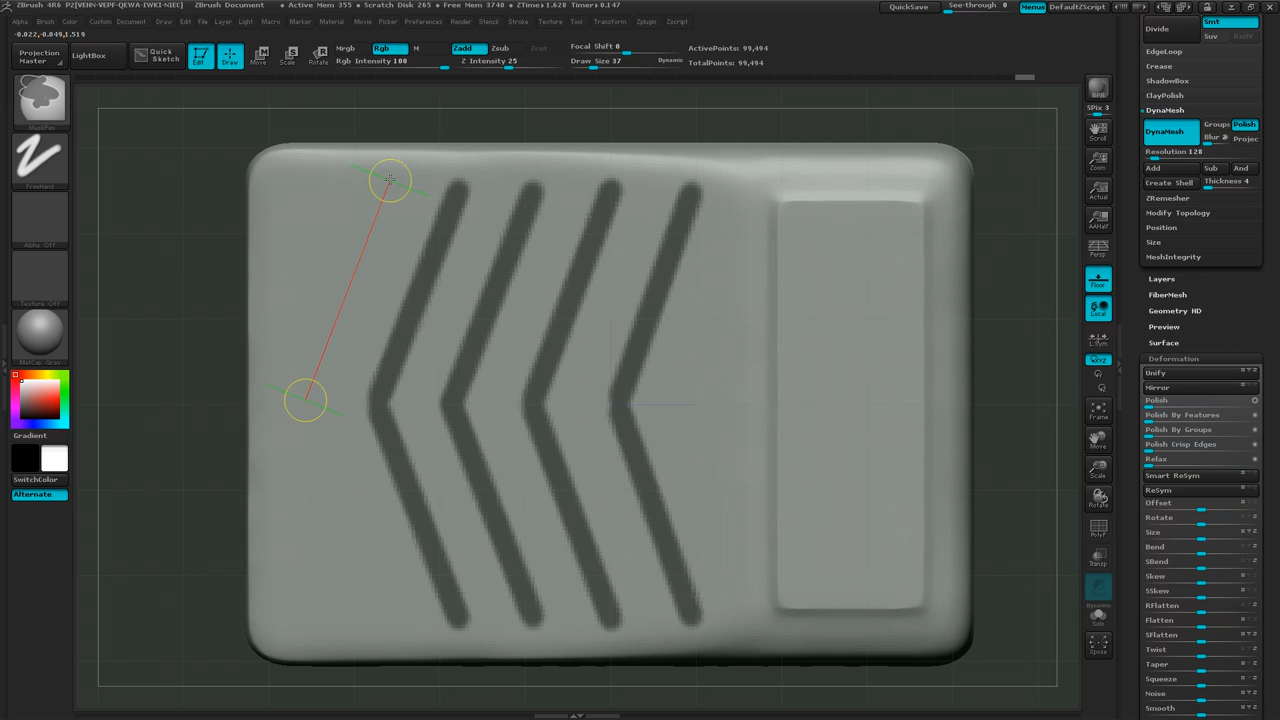 ZBrush 4R6 P2[VEHN-VEPF-QEWA-IWKI-NIEC] ZBrush Document • Active Mem 355 • Scratch Disk 265 • Free Mem 3740 • ZTime▸1.628 Timer▸0.147 QuickSave See-through 0 Menus DefaultZScript
Alpha Brush Color Document Draw Edit File Layer Light Macro Marker Material Movie Picker Preferences Render Stencil Stroke Texture Tool Transform Zplugin Zscript
-0.022,-0.049,1.519
Projection Master
LightBox
Quick Sketch
Edit
Draw
Move
Scale
Rotate
Mrgb Rgb M
Rgb Intensity 100
Zadd Zsub Zcut
Z Intensity 25
Focal Shift 0
Draw Size 37 Dynamic
ActivePoints: 99,494
TotalPoints: 99,494
MaskPen
FreeHand
Alpha Off
Texture Off
MatCap Gray
Gradient
SwitchColor
Alternate
BPR
SPix 3
Scroll
Zoom
Actual
AAHalf
Persp
Floor
Local
L.Sym
XYZ
Frame
Move
Scale
Rotate
PolyF
Transp
Dynamic
Solo
Xpose
Divide Smt
Suv
EdgeLoop
Crease
ShadowBox
ClayPolish
DynaMesh
DynaMesh Groups Polish
Blur 2 Projec
Resolution 128
Add Sub And
Create Shell Thickness 4
ZRemesher
Modify Topology
Position
Size
MeshIntegrity
Layers
FiberMesh
Geometry HD
Preview
Surface
Deformation
Unify
Mirror
Polish
Polish By Features
Polish By Groups
Polish Crisp Edges
Relax
Smart ReSym
ReSym
Offset
Rotate
Size
Bend
SBend
Skew
SSkew
RFlatten
Flatten
SFlatten
Twist
Taper
Squeeze
Noise
Smooth